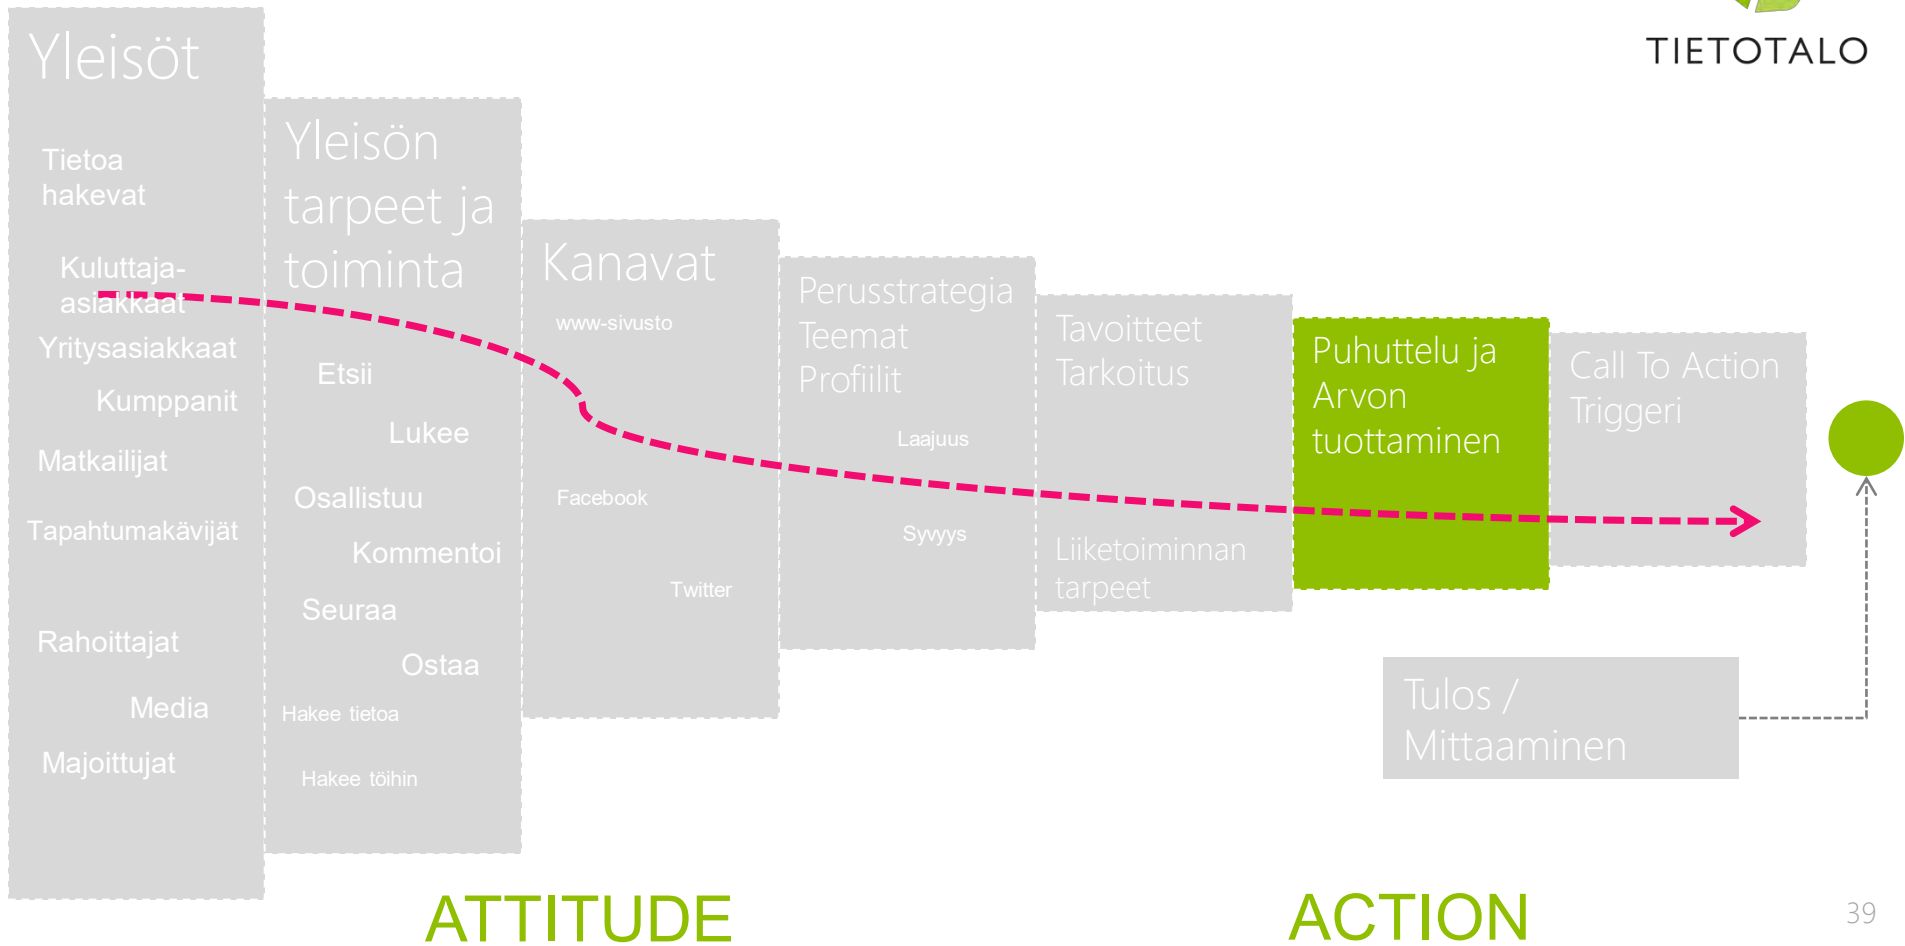 TIETOTALO
Yleisöt
Tietoa
hakevat
Kuluttaja-
asiakkaat
Yritysasiakkaat
Kumppanit
Matkailijat
Tapahtumakävijät
Rahoittajat
Media
Majoittujat
Yleisön
tarpeet ja
toiminta
Etsii
Lukee
Osallistuu
Kommentoi
Seuraa
Ostaa
Hakee tietoa
Hakee töihin
Kanavat
www-sivusto
Facebook
Twitter
Perusstrategia
Teemat
Profiilit
Laajuus
Syvyys
Tavoitteet
Tarkoitus
Liiketoiminnan
tarpeet
Puhuttelu ja
Arvon
tuottaminen
Call To Action
Triggeri
Tulos /
Mittaaminen
ATTITUDE
ACTION
39